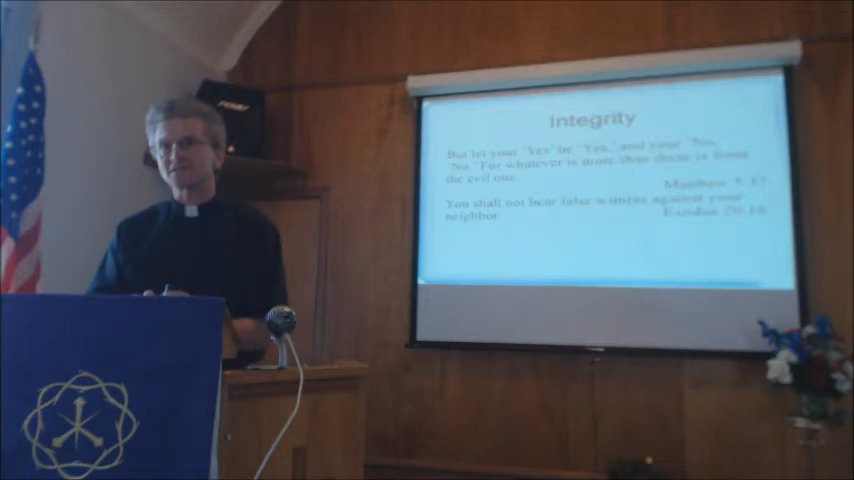 Integrity
But let your 'Yes' be 'Yes,' and your 'No,
'No.' For whatever is more than these is from
the evil one.
Matthew 5:37
You shall not bear false witness against your
neighbor
Exodus 20:16
PEAVEY